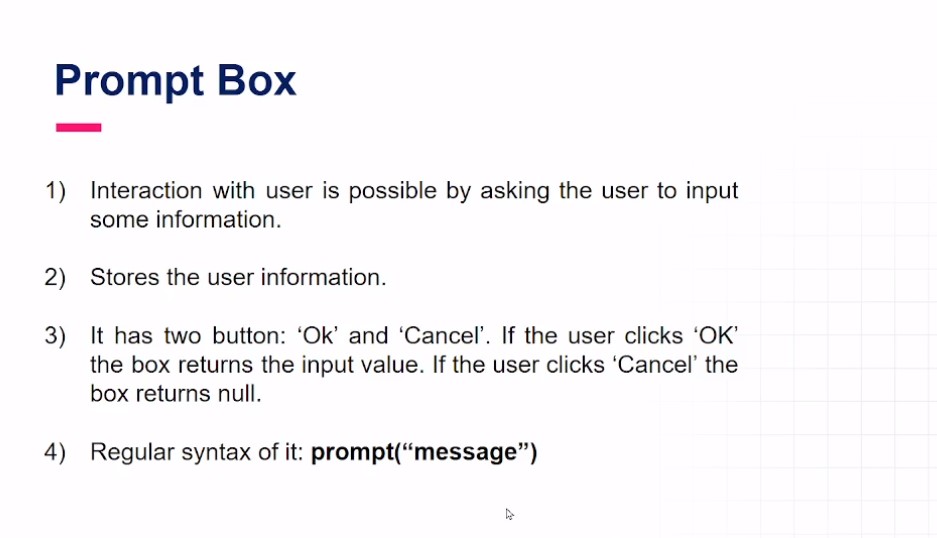 Prompt Box
1) Interaction with user is possible by asking the user to input
some information.
2) Stores the user information.
3) It has two button: ‘Ok’ and ‘Cancel’. If the user clicks ‘OK’
the box returns the input value. If the user clicks ‘Cancel’ the
box returns null.
4) Regular syntax of it: prompt(“message”)